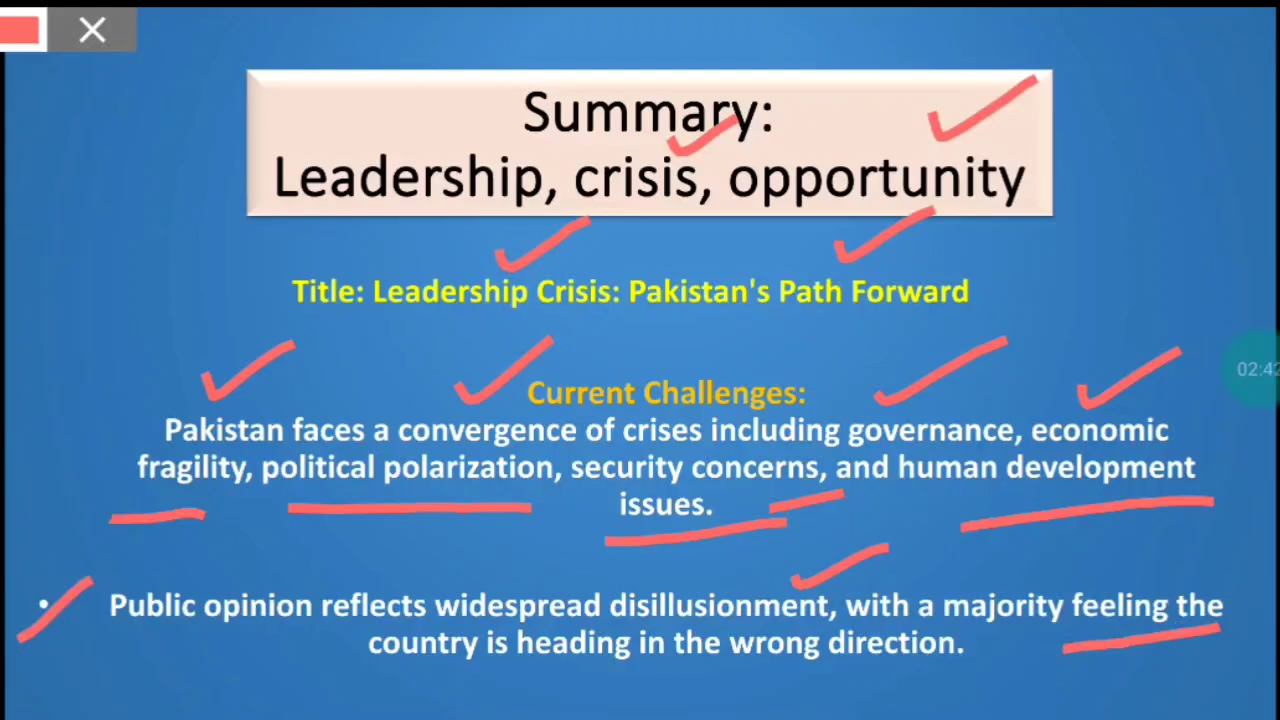 Summary:
Leadership, crisis, opportunity
Title: Leadership Crisis: Pakistan's Path Forward
Current Challenges:
Pakistan faces a convergence of crises including governance, economic
fragility, political polarization, security concerns, and human development
issues.
02:42
• Public opinion reflects widespread disillusionment, with a majority feeling the
country is heading in the wrong direction.